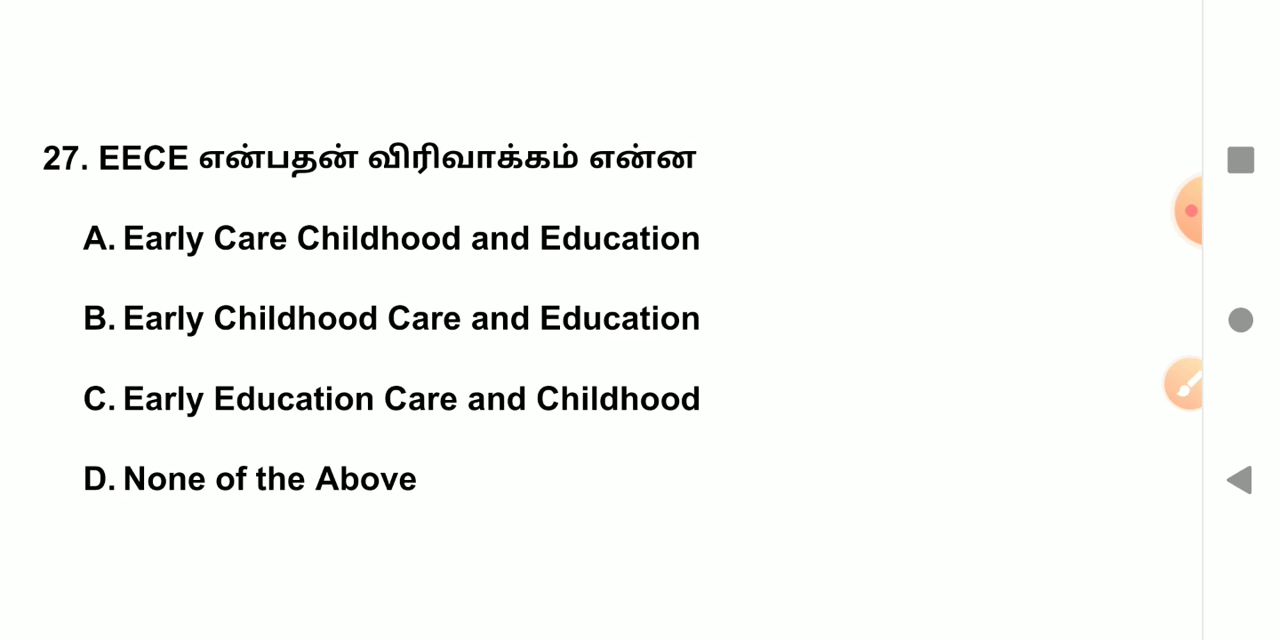 27. EECE என்பதன் விரிவாக்கம் என்ன
A. Early Care Childhood and Education
B. Early Childhood Care and Education
C. Early Education Care and Childhood
D. None of the Above